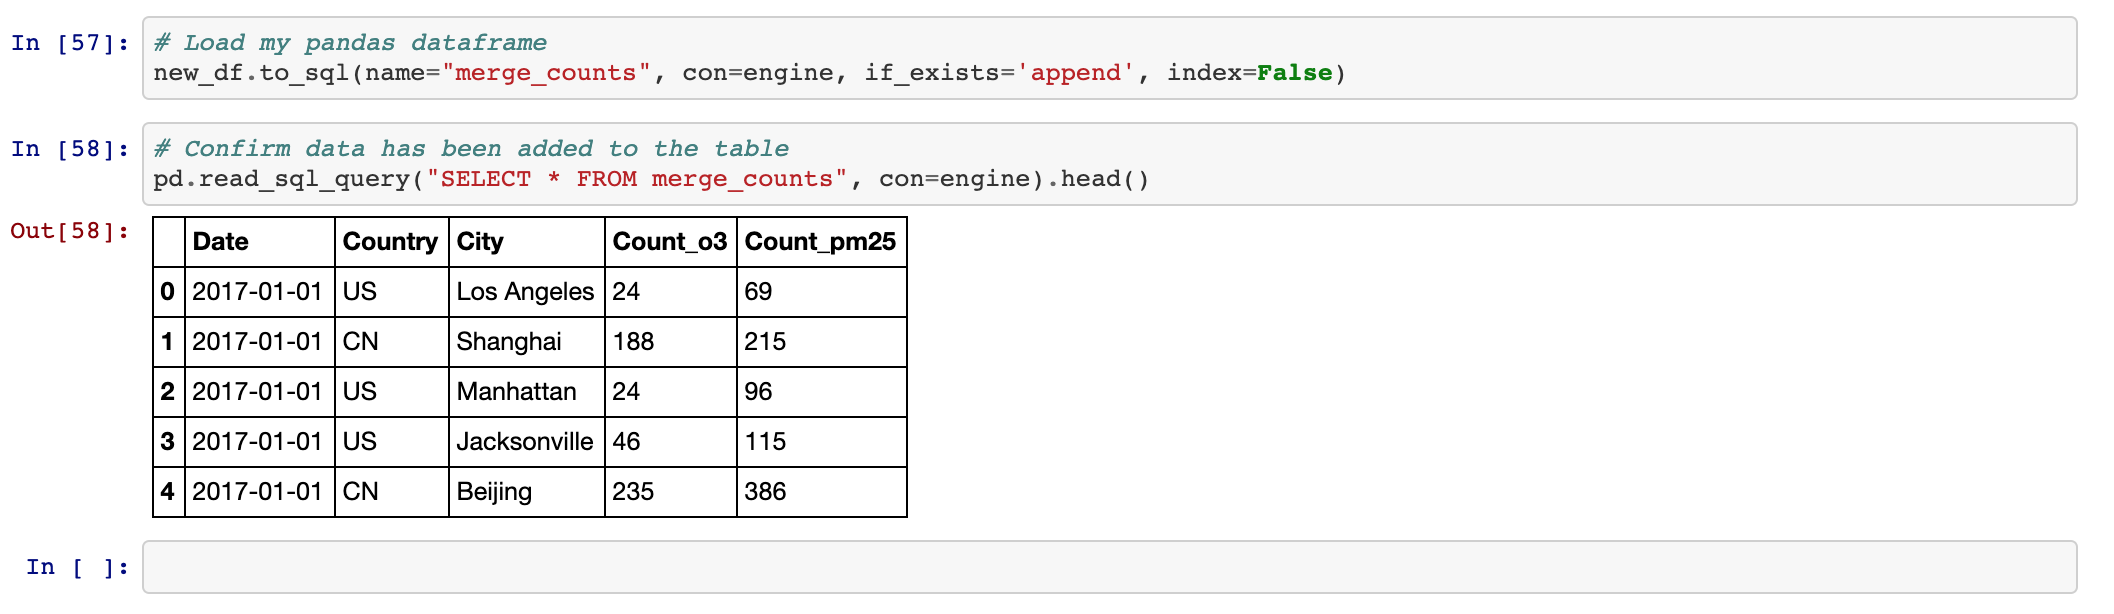 In [57]: # Load my pandas dataframe
new_df.to_sql(name="merge_counts", con=engine, if_exists='append', index=False)
In [58]: # Confirm data has been added to the table
pd.read_sql_query("SELECT * FROM merge_counts", con=engine).head()
Out[58]:
Date Country City Count_o3 Count_pm25
0 2017-01-01 US Los Angeles 24 69
1 2017-01-01 CN Shanghai 188 215
2 2017-01-01 US Manhattan 24 96
3 2017-01-01 US Jacksonville 46 115
4 2017-01-01 CN Beijing 235 386
In [ ]: